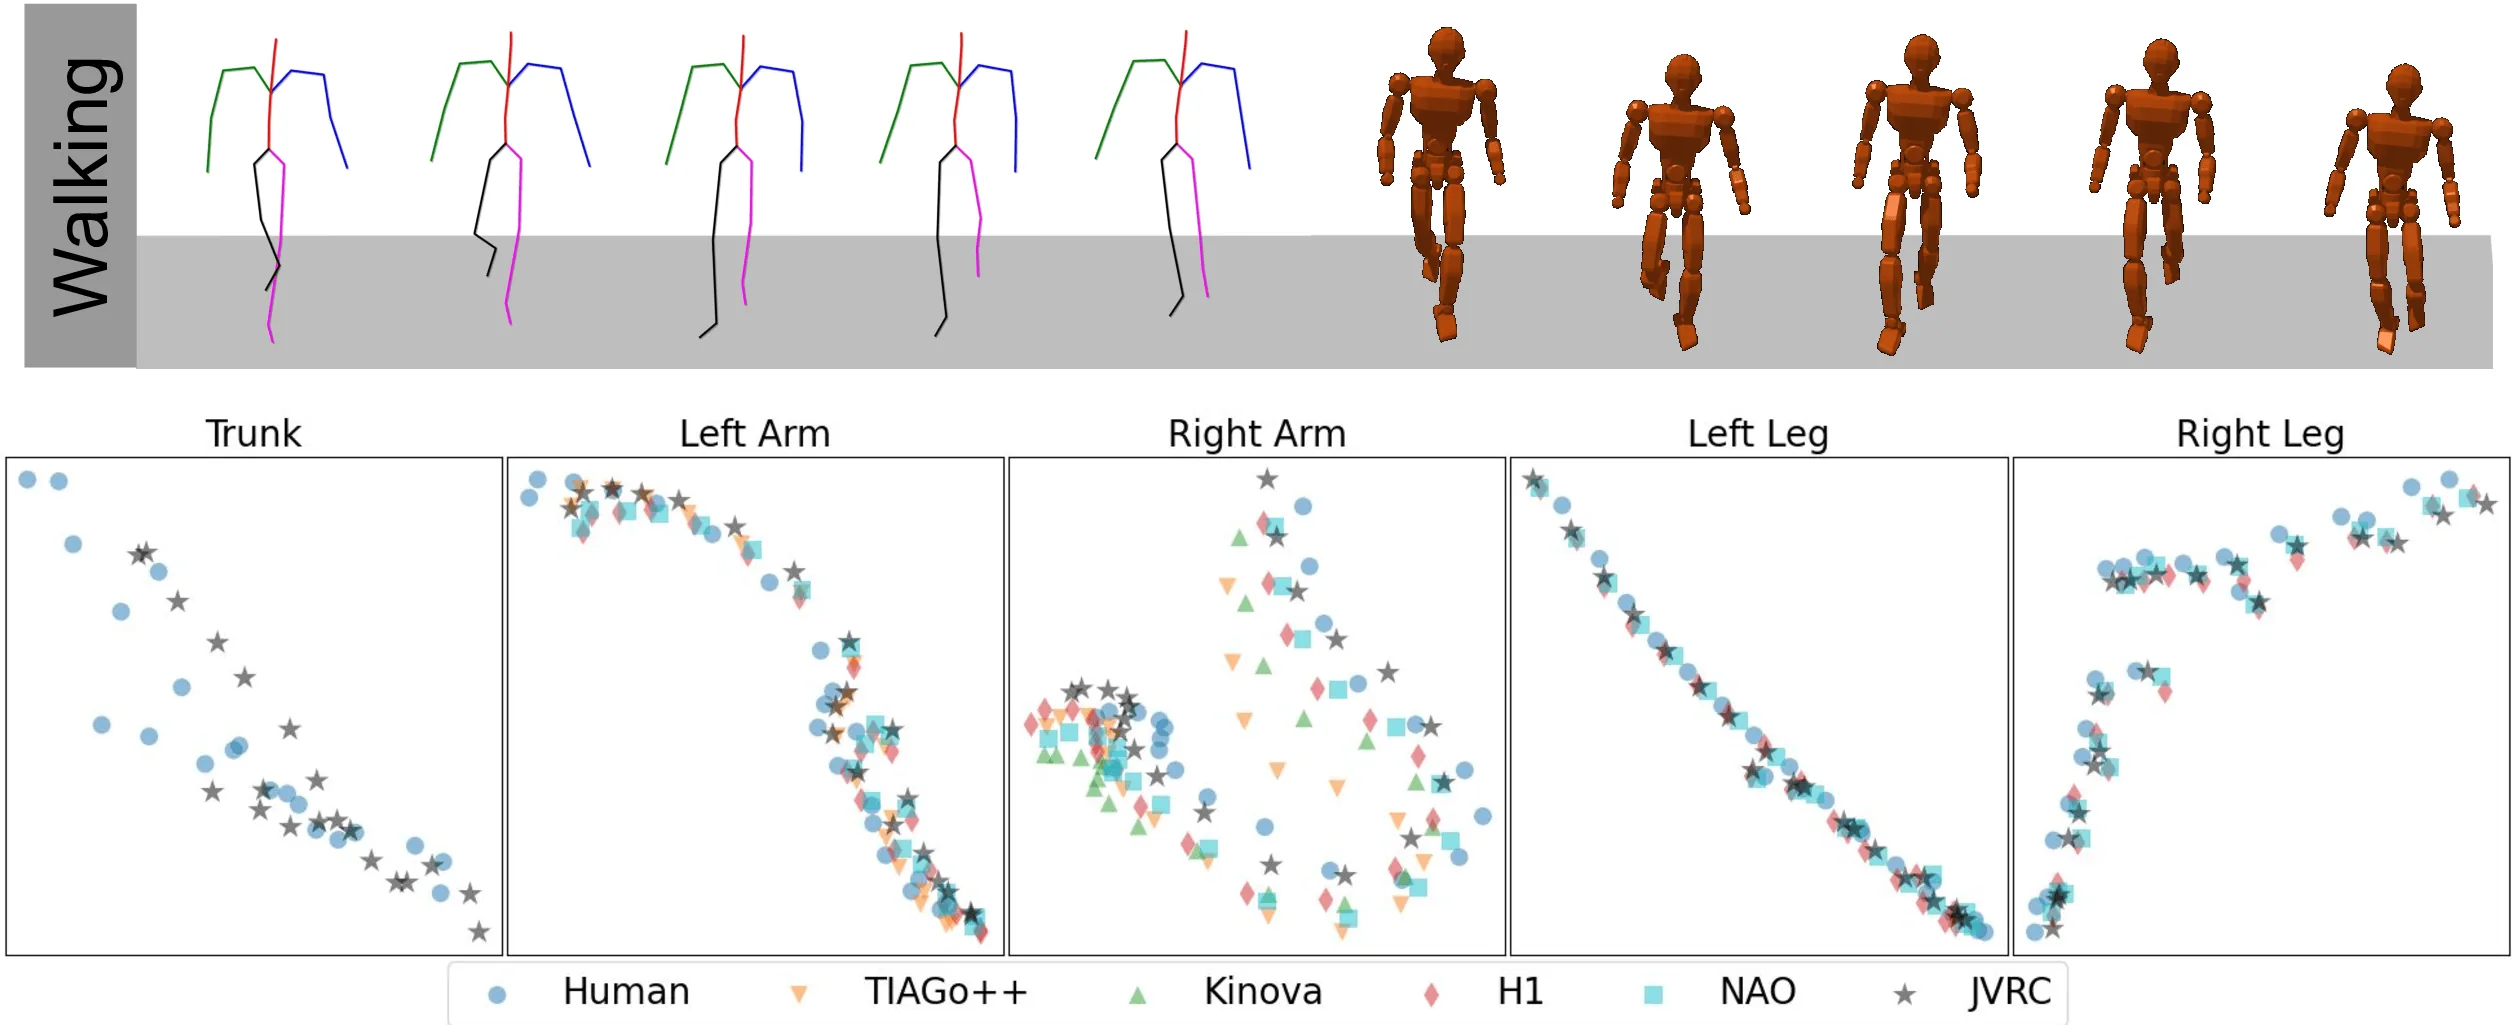 Walking
Trunk
Left Arm
Right Arm
Left Leg
Right Leg
Human
TIAGo++
Kinova
H1
NAO
JVRC